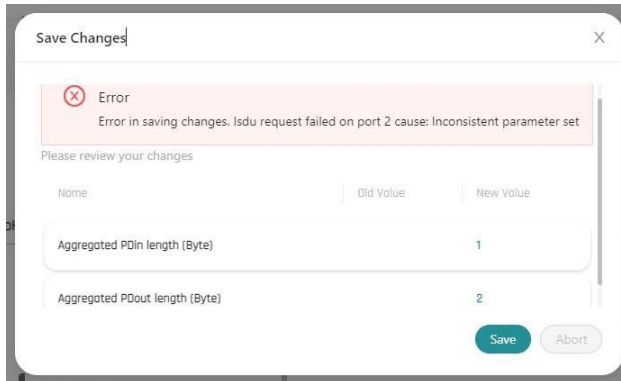 Save Changes
Error
Error in saving changes. Isdu request failed on port 2 cause: Inconsistent parameter set
Please review your changes
Name Old Value New Value
Aggregated PDin length (Byte) 1
Aggregated PDout length (Byte) 2
Save Abort